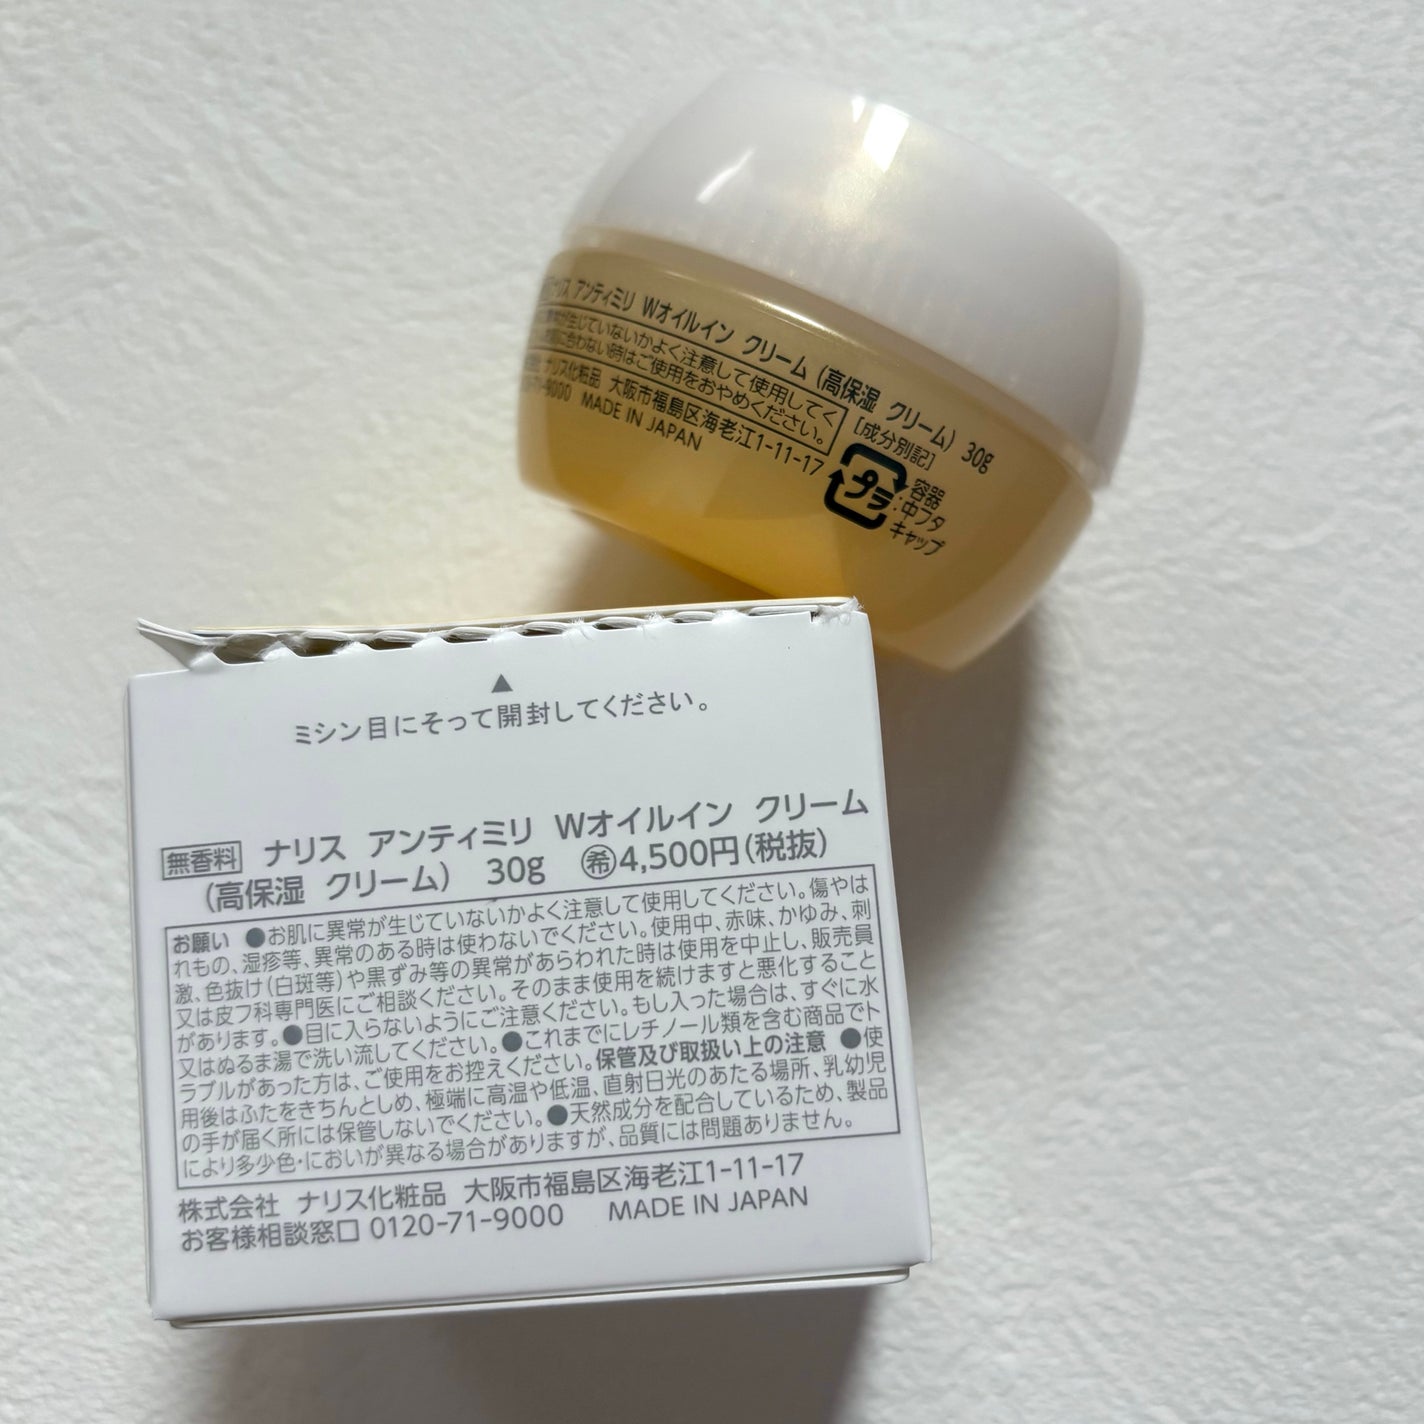 ナリス アンティミリ Wオイルイン クリーム (高保湿 クリーム) 30g
が生じていないかよく注意して使用してく
に合わない時はご使用をおやめください。
[成分別記]
ナリス化粧品 大阪市福島区海老江1-11-17
-9000 MADE IN JAPAN
プラ
:容器
:中フタ
キャップ
▲
ミシン目にそって開封してください。
無香料 ナリス アンティミリ Wオイルイン クリーム
(高保湿 クリーム) 30g ㊝4,500円(税抜)
お願い ●お肌に異常が生じていないかよく注意して使用してください。傷やは
れもの、湿疹等、異常のある時は使わないでください。使用中、赤味、かゆみ、刺
激、色抜け(白斑等)や黒ずみ等の異常があらわれた時は使用を中止し、販売員
又は皮フ科専門医にご相談ください。そのまま使用を続けますと悪化すること
があります。●目に入らないようにご注意ください。もし入った場合は、すぐに水
又はぬるま湯で洗い流してください。●これまでにレチノール類を含む商品でト
ラブルがあった方は、ご使用をお控えください。保管及び取扱い上の注意 ●使
用後はふたをきちんとしめ、極端に高温や低温、直射日光のあたる場所、乳幼児
の手が届く所には保管しないでください。●天然成分を配合しているため、製品
により多少色・においが異なる場合がありますが、品質には問題ありません。
株式会社 ナリス化粧品 大阪市福島区海老江1-11-17
お客様相談窓口 0120-71-9000 MADE IN JAPAN